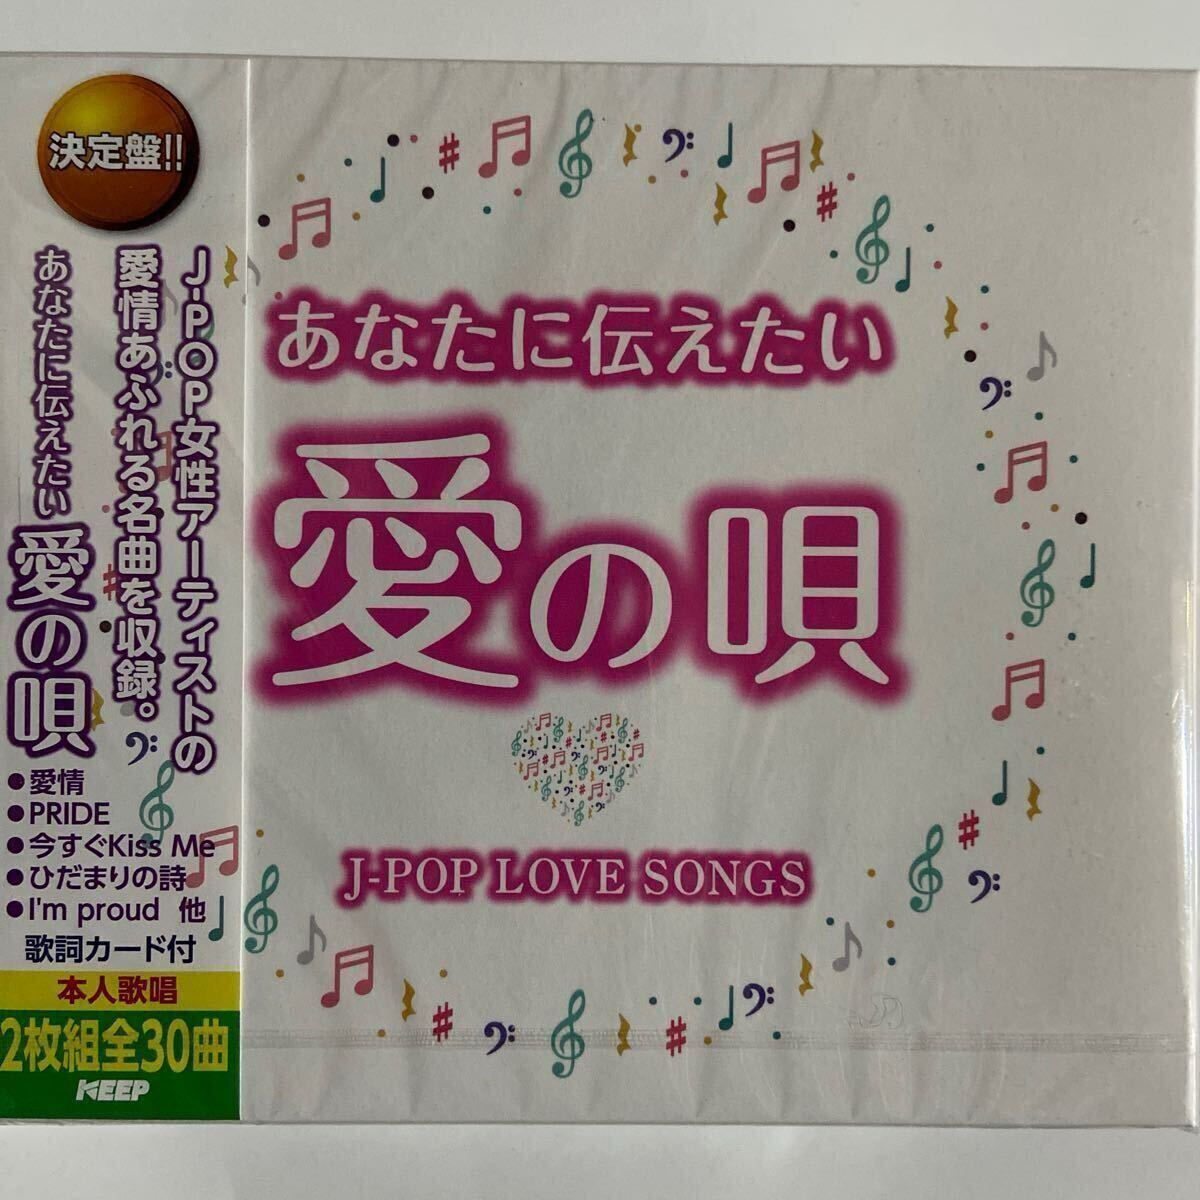 決定盤!!
J-POP女性アーティストの
愛情あふれる名曲を収録。
あなたに伝えたい 愛の唄
●愛情
●PRIDE
●今すぐKiss Me
●ひだまりの詩
●I'm proud 他
歌詞カード付
本人歌唱
2枚組全30曲
KEEP
あなたに伝えたい
愛の唄
J-POP LOVE SONGS